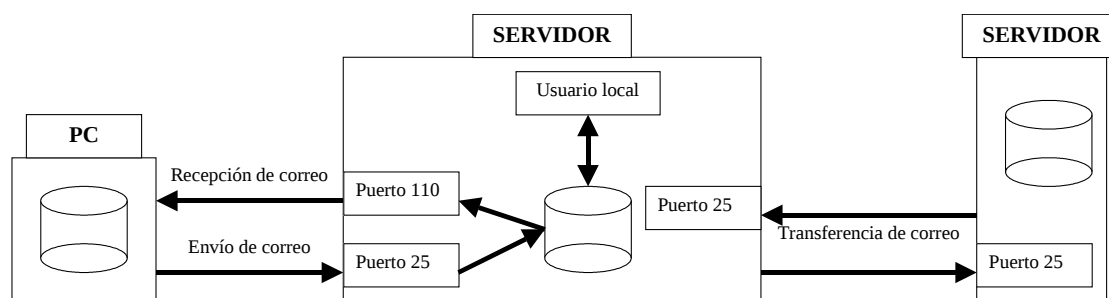 SERVIDOR
SERVIDOR
Usuario local
PC
Recepción de correo
Puerto 110
Puerto 25
Envío de correo
Puerto 25
Transferencia de correo
Puerto 25